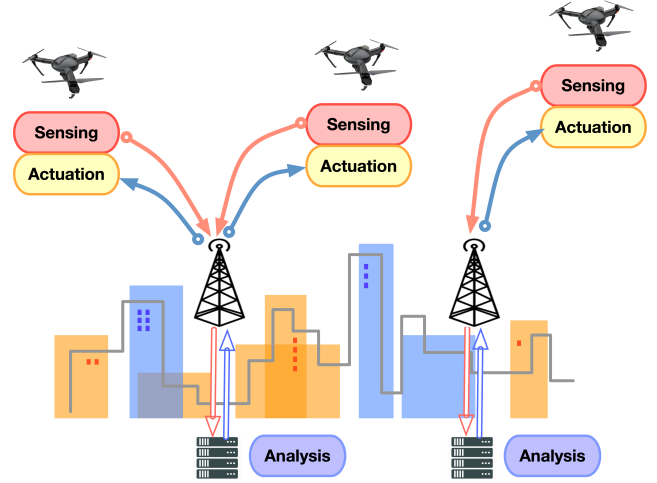 Sensing
Actuation
Sensing
Actuation
Sensing
Actuation
Analysis
Analysis